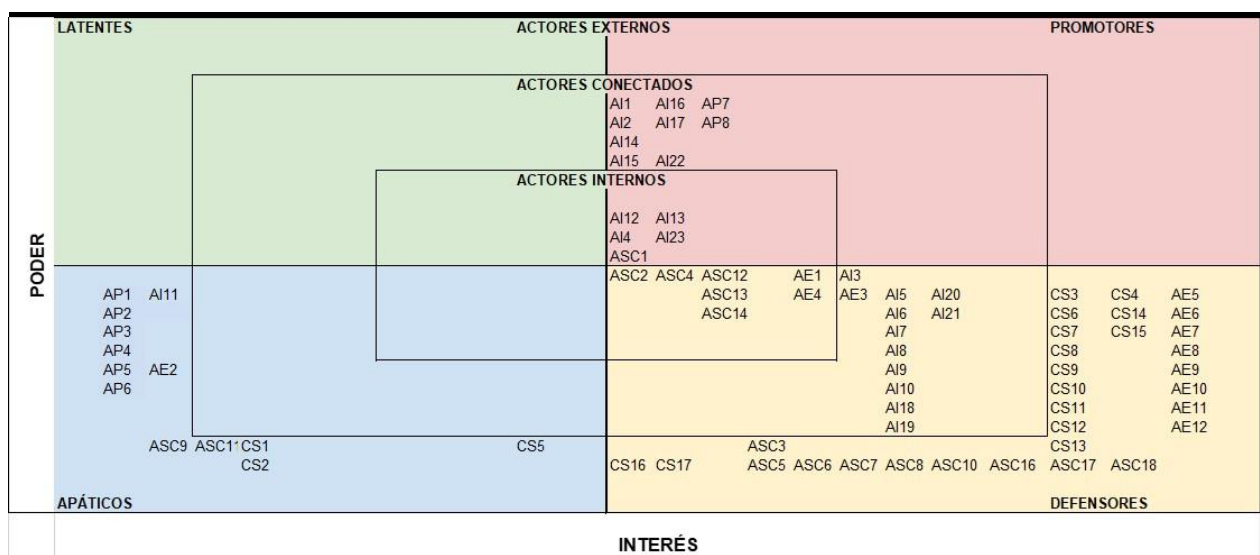 LATENTES ACTORES EXTERNOS PROMOTORES
ACTORES CONECTADOS
AI1 AI16 AP7
AI2 AI17 AP8
AI14
AI15 AI22
ACTORES INTERNOS
AI12 AI13
AI4 AI23
ASC1
PODER
ASC2 ASC4 ASC12 AE1 AI3
AP1 AI11 ASC13 AE4 AE3 AI5 AI20 CS3 CS4 AE5
AP2 ASC14 AI6 AI21 CS6 CS14 AE6
AP3 AI7 CS7 CS15 AE7
AP4 AI8 CS8 AE8
AP5 AE2 AI9 CS9 AE9
AP6 AI10 CS10 AE10
AI18 CS11 AE11
AI19 CS12 AE12
ASC9 ASC11 CS1 CS5 ASC3 CS13
CS2 CS16 CS17 ASC5 ASC6 ASC7 ASC8 ASC10 ASC16 ASC17 ASC18
APÁTICOS DEFENSORES
INTERÉS